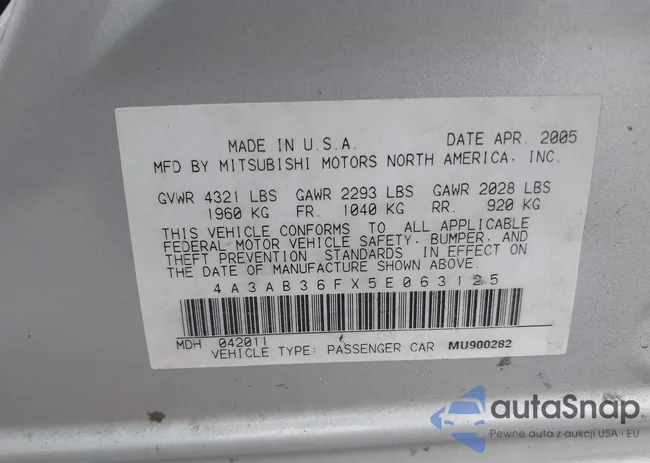 MADE IN U.S.A. DATE APR. 2005
MFD BY MITSUBISHI MOTORS NORTH AMERICA, INC.
GVWR 4321 LBS GAWR 2293 LBS GAWR 2028 LBS
1960 KG FR. 1040 KG RR. 920 KG
THIS VEHICLE CONFORMS TO ALL APPLICABLE
FEDERAL MOTOR VEHICLE SAFETY, BUMPER, AND
THEFT PREVENTION STANDARDS IN EFFECT ON
THE DATE OF MANUFACTURE SHOWN ABOVE.
4A3AB36FX5E063125
MDH 042011
VEHICLE TYPE: PASSENGER CAR MU900282
autoSnap
Pewne auta z aukcji USA i EU